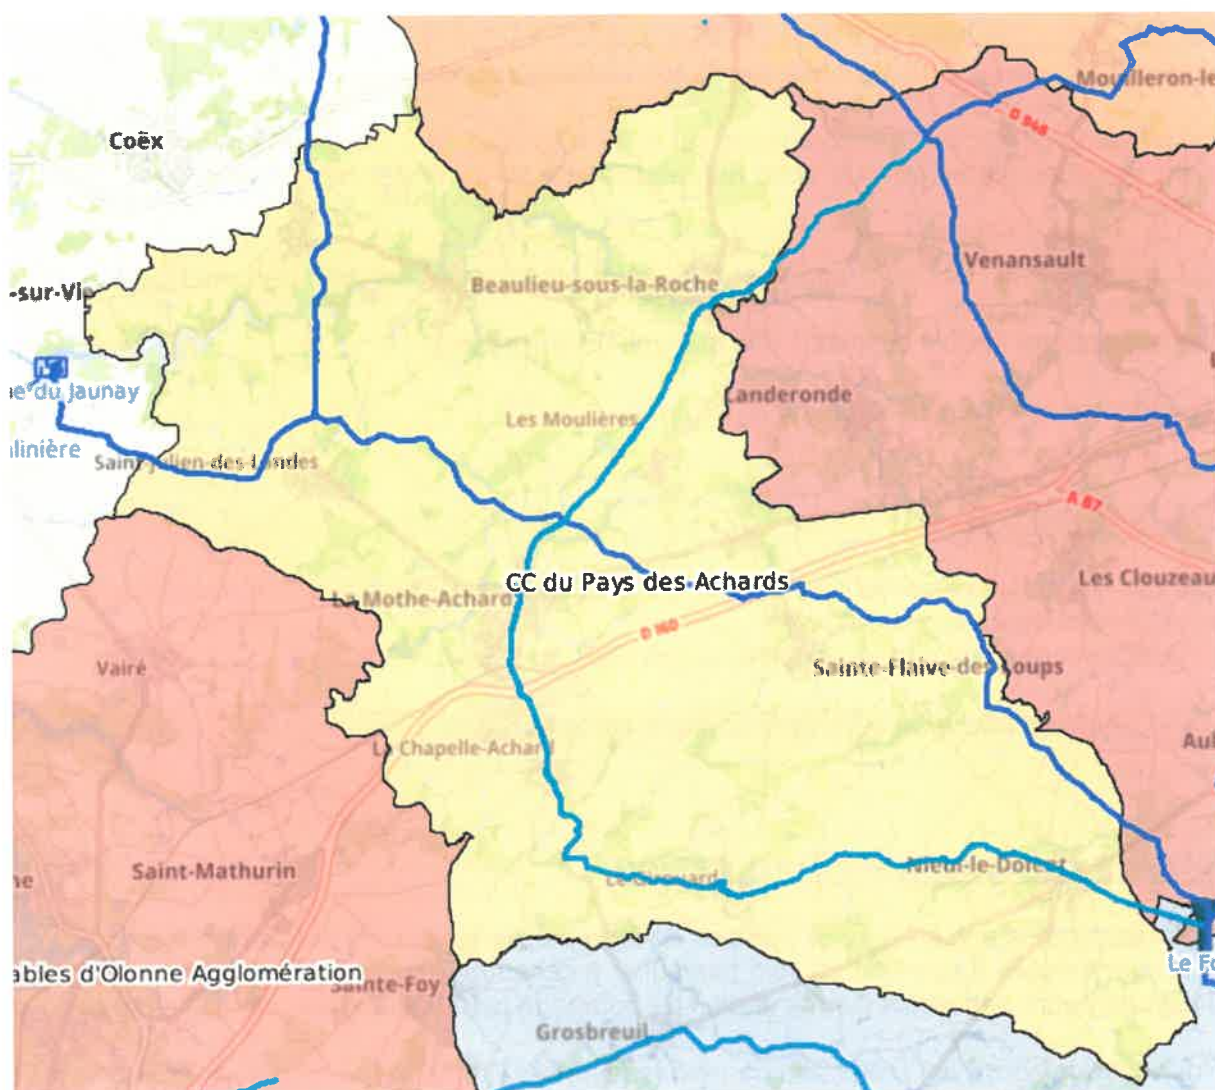 Mouilleron-le
D 948
Coëx
Venansault
Beaulieu-sous-la-Roche
-sur-Vie
e du Jaunay
Landeronde
Les Moulières
linière
Saint-Julien-des-Landes
A 87
CC du Pays des Achards
Les Clouzeau
La Mothe-Achard
D 160
Vairé
Sainte-Flaive-des-Loups
La Chapelle-Achard
Aub
Saint-Mathurin
ne
Nieul-le-Dolent
Le Girouard
Le Fo
ables d'Olonne Agglomération
Sainte-Foy
Grosbreuil